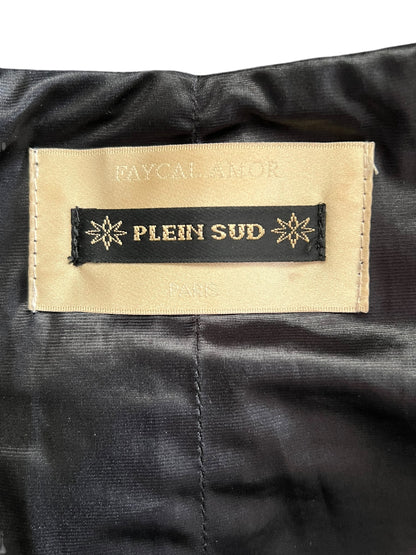 FAYCAL AMOR
PLEIN SUD
PARIS